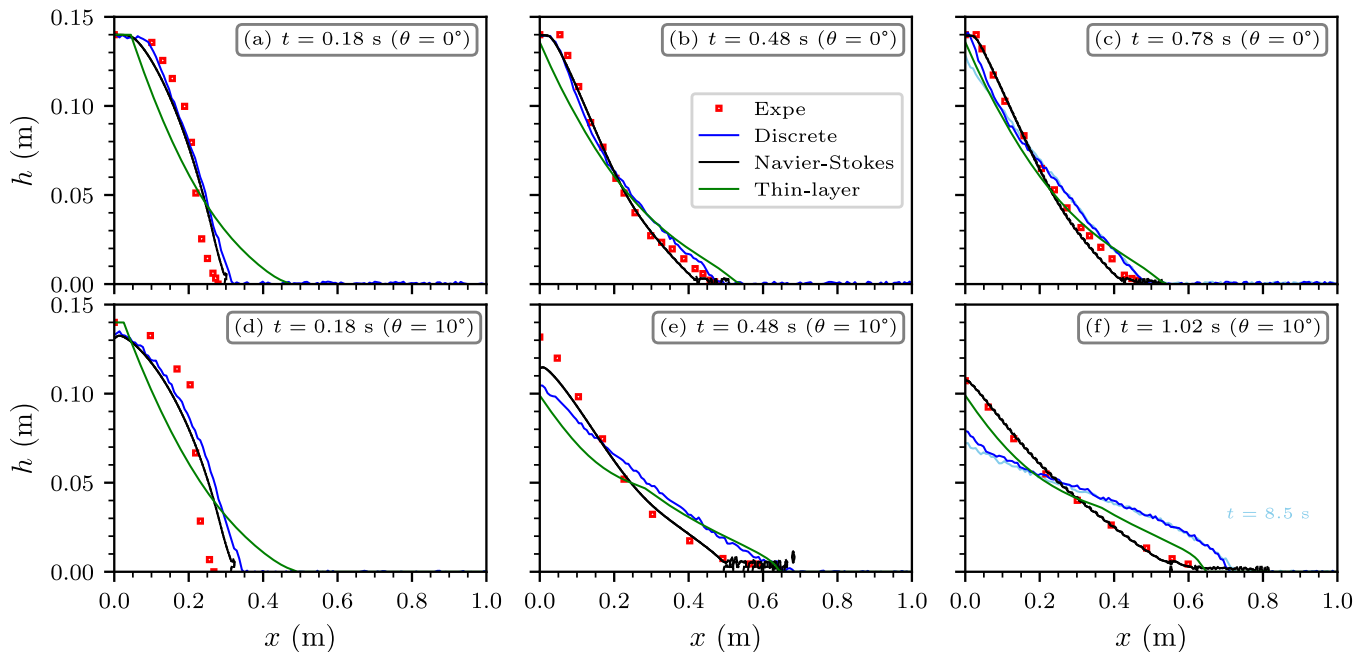 0.15
0.10
0.05
0.00
h (m)
(a) t = 0.18 s (θ = 0°)
(b) t = 0.48 s (θ = 0°)
Expe
Discrete
Navier-Stokes
Thin-layer
(c) t = 0.78 s (θ = 0°)
0.15
0.10
0.05
0.00
h (m)
(d) t = 0.18 s (θ = 10°)
0.0 0.2 0.4 0.6 0.8 1.0
x (m)
(e) t = 0.48 s (θ = 10°)
0.0 0.2 0.4 0.6 0.8 1.0
x (m)
(f) t = 1.02 s (θ = 10°)
t = 8.5 s
0.0 0.2 0.4 0.6 0.8 1.0
x (m)